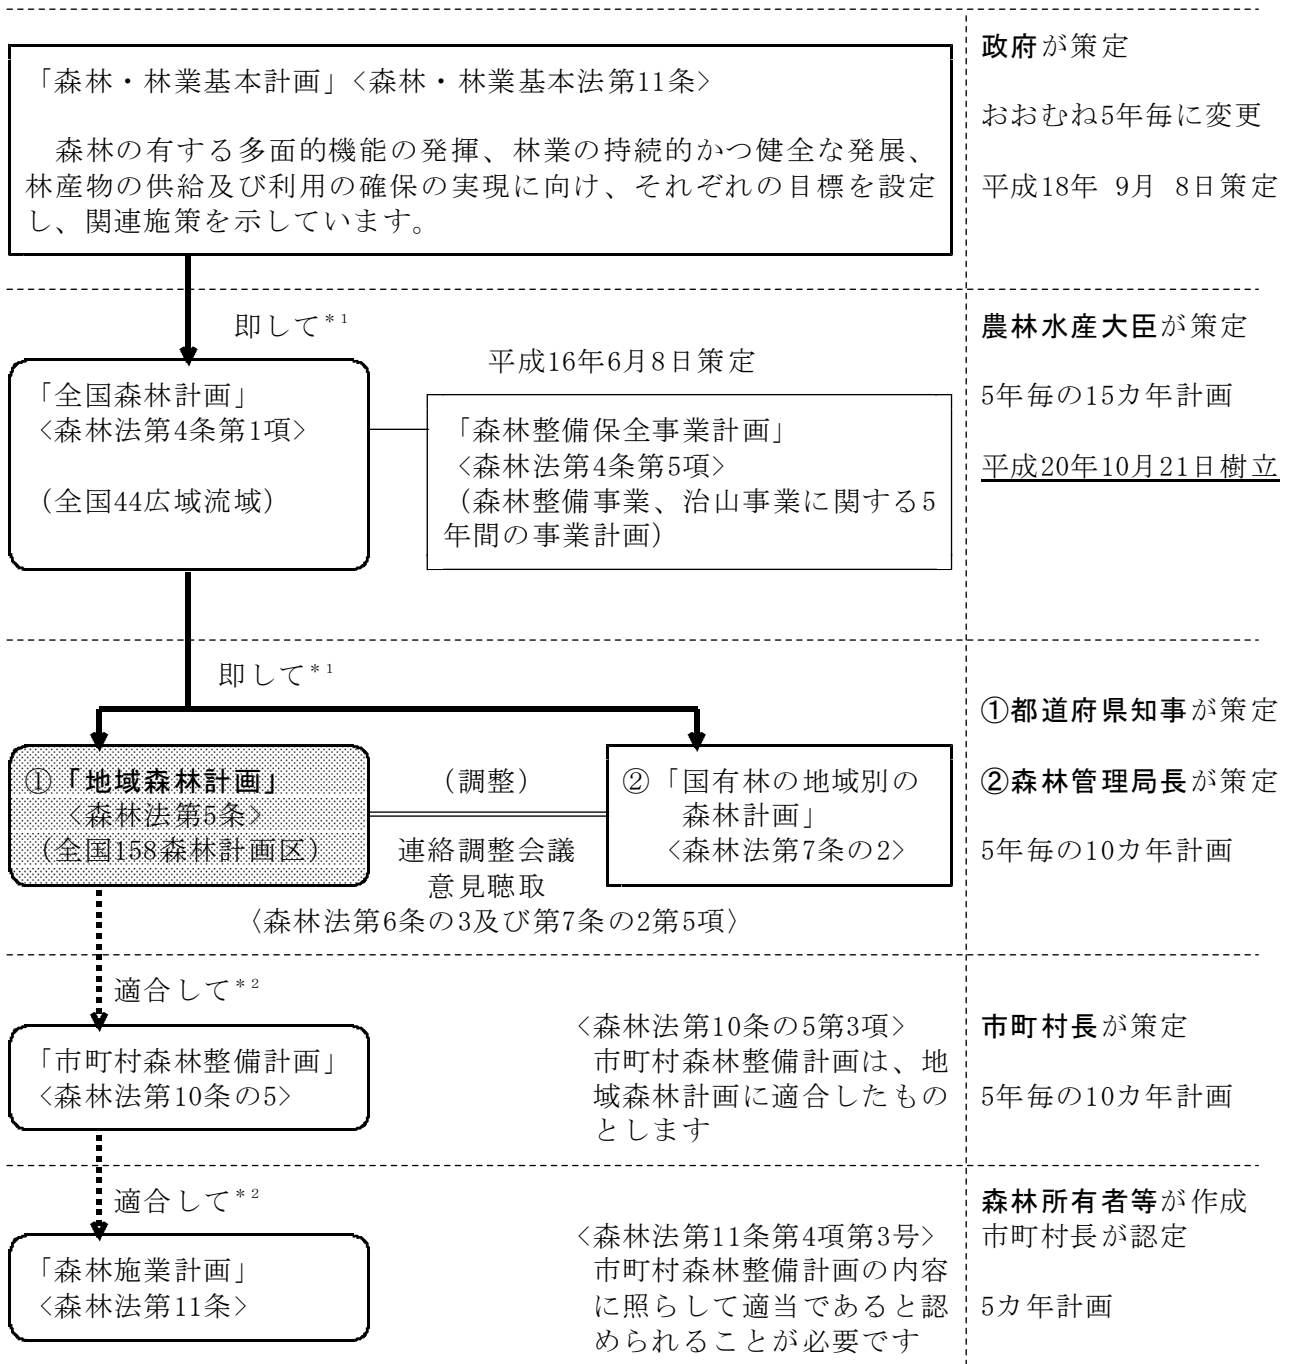 「森林・林業基本計画」<森林・林業基本法第11条>
森林の有する多面的機能の発揮、林業の持続的かつ健全な発展、
林産物の供給及び利用の確保の実現に向け、それぞれの目標を設定
し、関連施策を示しています。
政府が策定
おおむね5年毎に変更
平成18年 9月 8日策定
即して*1
「全国森林計画」
<森林法第4条第1項>
(全国44広域流域)
平成16年6月8日策定
「森林整備保全事業計画」
<森林法第4条第5項>
(森林整備事業、治山事業に関する5
年間の事業計画)
農林水産大臣が策定
5年毎の15カ年計画
平成20年10月21日樹立
即して*1
①「地域森林計画」
<森林法第5条>
(全国158森林計画区)
(調整)
連絡調整会議
意見聴取
〈森林法第6条の3及び第7条の2第5項〉
②「国有林の地域別の
森林計画」
<森林法第7条の2>
①都道府県知事が策定
②森林管理局長が策定
5年毎の10カ年計画
適合して*2
「市町村森林整備計画」
<森林法第10条の5>
<森林法第10条の5第3項>
市町村森林整備計画は、地
域森林計画に適合したもの
とします
市町村長が策定
5年毎の10カ年計画
適合して*2
「森林施業計画」
<森林法第11条>
<森林法第11条第4項第3号>
市町村森林整備計画の内容
に照らして適当であると認
められることが必要です
森林所有者等が作成
市町村長が認定
5カ年計画